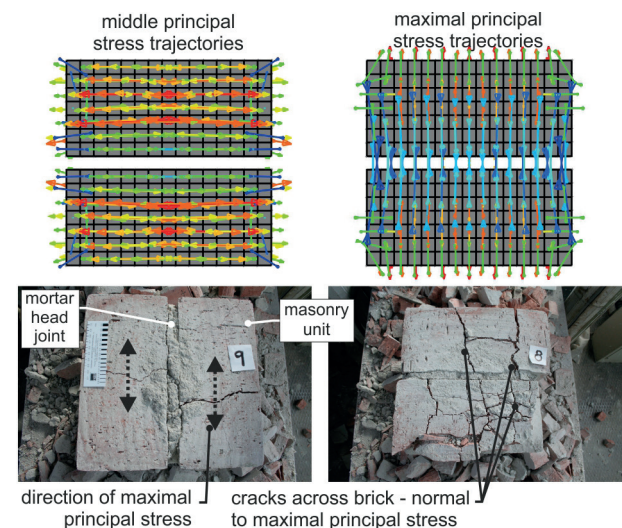 middle principal
stress trajectories
maximal principal
stress trajectories
mortar
head
joint
masonry
unit
9
8
direction of maximal
principal stress
cracks across brick - normal
to maximal principal stress